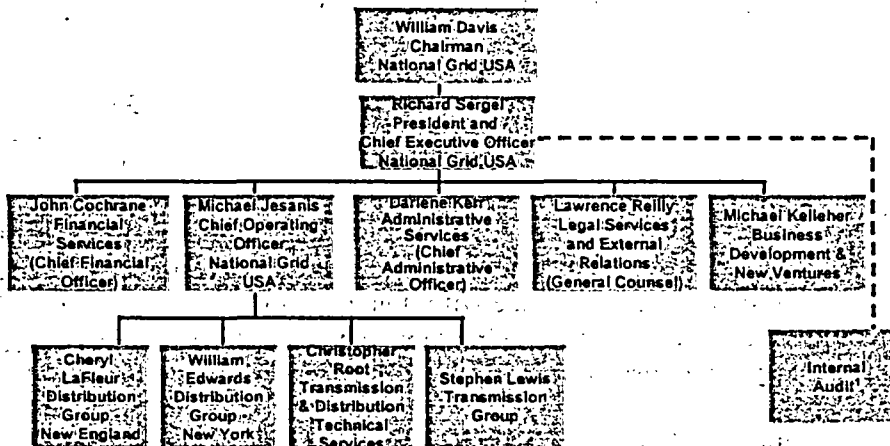 William Davis
Chairman
National Grid USA
Richard Sergel
President and
Chief Executive Officer
National Grid USA
John Cochrane
Financial
Services
(Chief Financial
Officer)
Michael Jesanis
Chief Operating
Officer,
National Grid
USA
Darlene Kerr
Administrative
Services
(Chief
Administrative
Officer)
Lawrence Reilly
Legal Services
and External
Relations
(General Counsel)
Michael Kelleher
Business
Development &
New Ventures
Cheryl
LaFleur
Distribution
Group
New England
William
Edwards
Distribution
Group
New York
Christopher
Root
Transmission
& Distribution
Technical
Services
Stephen Lewis
Transmission
Group
Internal
Audit¹